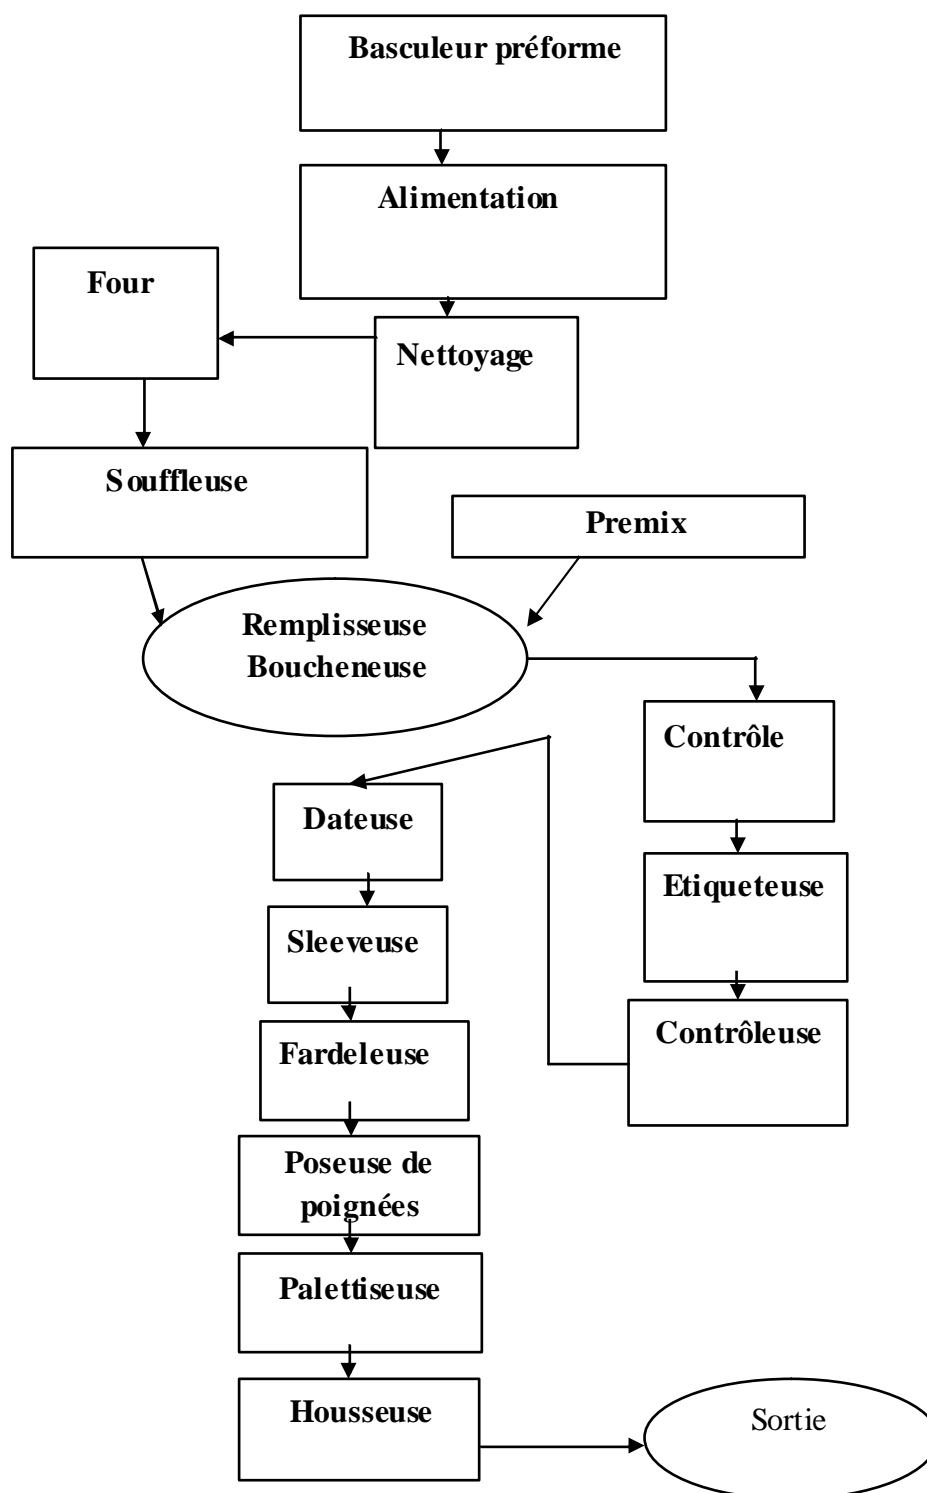 Basculeur préforme
Alimentation
Four
Nettoyage
Souffleuse
Premix
Remplisseuse
Boucheneuse
Contrôle
Dateuse
Etiqueteuse
Sleeveuse
Contrôleuse
Fardeleuse
Poseuse de
poignées
Palettiseuse
Housseuse
Sortie